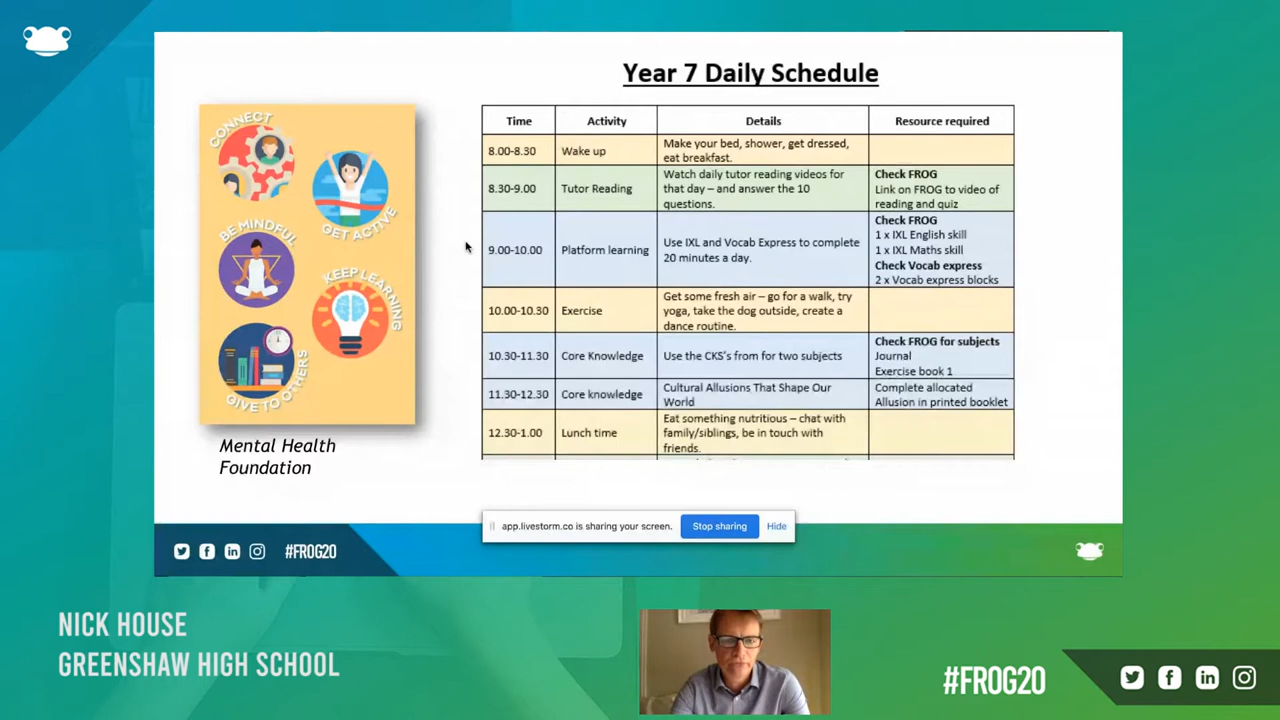 Year 7 Daily Schedule
CONNECT
GET ACTIVE
BE MINDFUL
KEEP LEARNING
GIVE TO OTHERS
Mental Health
Foundation
Time Activity Details Resource required
8.00-8.30 Wake up Make your bed, shower, get dressed,
eat breakfast.
8.30-9.00 Tutor Reading Watch daily tutor reading videos for
that day – and answer the 10
questions.
Check FROG
Link on FROG to video of
reading and quiz
9.00-10.00 Platform learning Use IXL and Vocab Express to complete
20 minutes a day.
Check FROG
1 x IXL English skill
1 x IXL Maths skill
Check Vocab express
2 x Vocab express blocks
10.00-10.30 Exercise Get some fresh air – go for a walk, try
yoga, take the dog outside, create a
dance routine.
10.30-11.30 Core Knowledge Use the CKS's from for two subjects
Check FROG for subjects
Journal
Exercise book 1
11.30-12.30 Core knowledge Cultural Allusions That Shape Our
World
Complete allocated
Allusion in printed booklet
12.30-1.00 Lunch time Eat something nutritious – chat with
family/siblings, be in touch with
friends.
app.livestorm.co is sharing your screen. Stop sharing Hide
#FROG20
NICK HOUSE
GREENSHAW HIGH SCHOOL
#FROG20